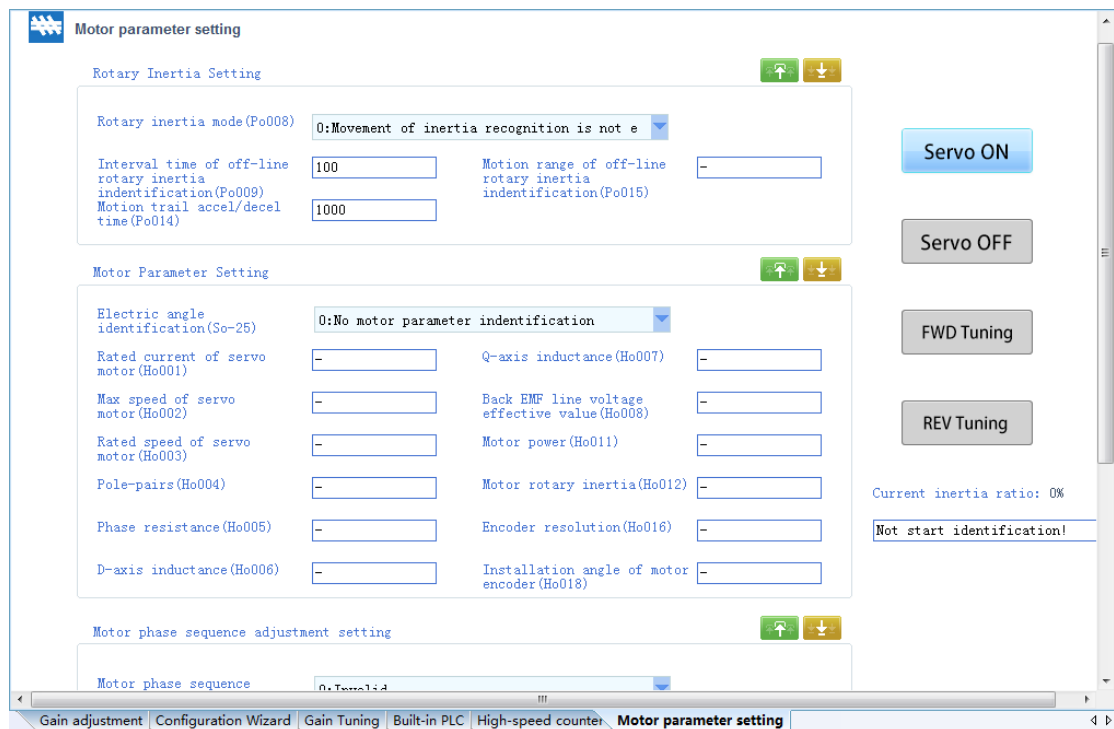 Motor parameter setting
Rotary Inertia Setting
Rotary inertia mode(Po008)
0:Movement of inertia recognition is not e
Interval time of off-line
rotary inertia
indentification(Po009)
100
Motion range of off-line
rotary inertia
indentification(Po015)
-
Motion trail accel/decel
time(Po014)
1000
Motor Parameter Setting
Electric angle
identification(So-25)
0:No motor parameter indentification
Rated current of servo
motor(Ho001)
-
Q-axis inductance(Ho007)
-
Max speed of servo
motor(Ho002)
-
Back EMF line voltage
effective value(Ho008)
-
Rated speed of servo
motor(Ho003)
-
Motor power(Ho011)
-
Pole-pairs(Ho004)
-
Motor rotary inertia(Ho012)
-
Phase resistance(Ho005)
-
Encoder resolution(Ho016)
-
D-axis inductance(Ho006)
-
Installation angle of motor
encoder(Ho018)
-
Motor phase sequence adjustment setting
Motor phase sequence
0:Invalid
Servo ON
Servo OFF
FWD Tuning
REV Tuning
Current inertia ratio: 0%
Not start identification!
Gain adjustment
Configuration Wizard
Gain Tuning
Built-in PLC
High-speed counter
Motor parameter setting